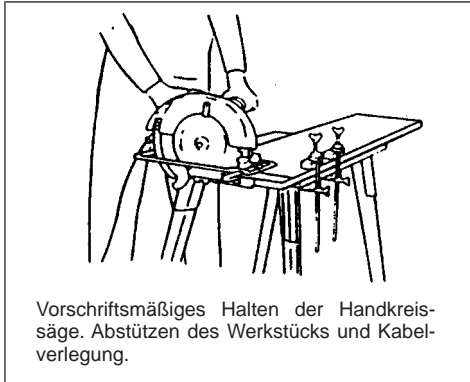 Vorschriftsmäßiges Halten der Handkreis-
säge. Abstützen des Werkstücks und Kabel-
verlegung.